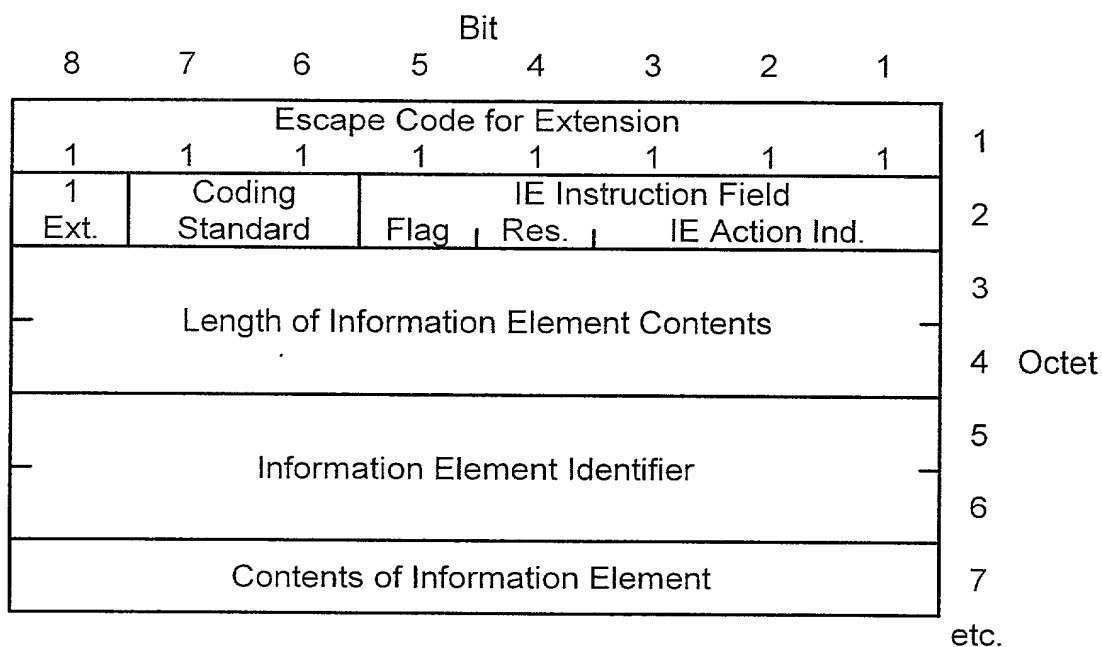 Bit
8 7 6 5 4 3 2 1
Escape Code for Extension
1 1 1 1 1 1 1 1
1
1 Coding IE Instruction Field
Ext. Standard Flag Res. IE Action Ind.
2
3
Length of Information Element Contents
4 Octet
5
Information Element Identifier
6
Contents of Information Element 7
etc.